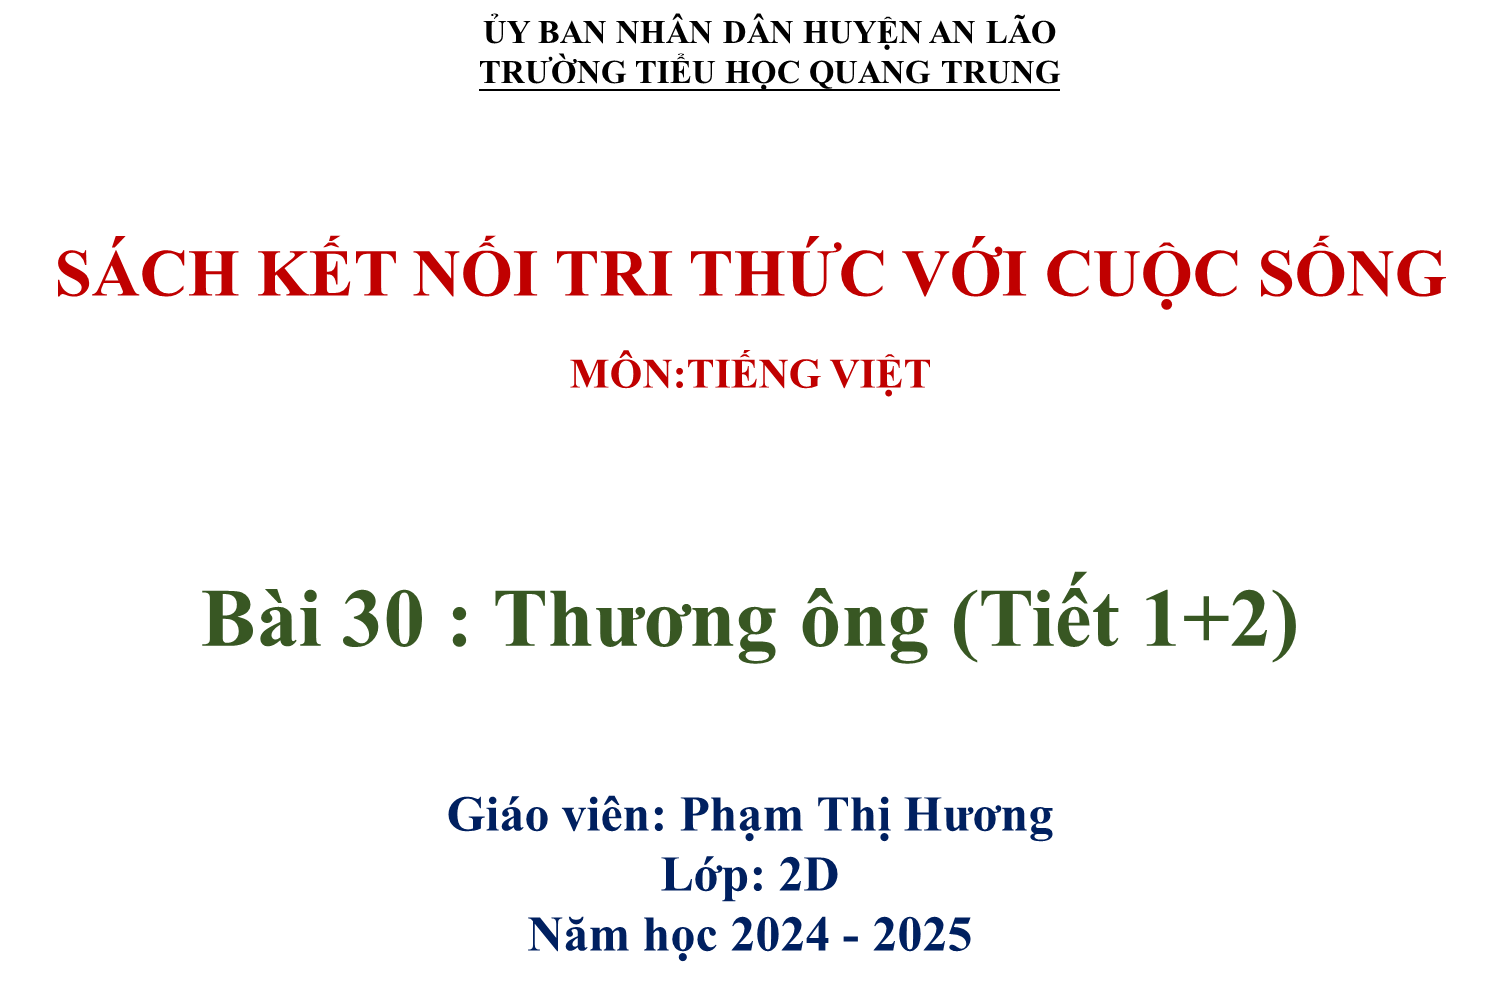 ỦY BAN NHÂN DÂN HUYỆN AN LÃO
TRƯỜNG TIỂU HỌC QUANG TRUNG
SÁCH KẾT NỐI TRI THỨC VỚI CUỘC SỐNG
MÔN:TIẾNG VIỆT
Bài 30 : Thương ông (Tiết 1+2)
Giáo viên: Phạm Thị Hương
Lớp: 2D
Năm học 2024 - 2025